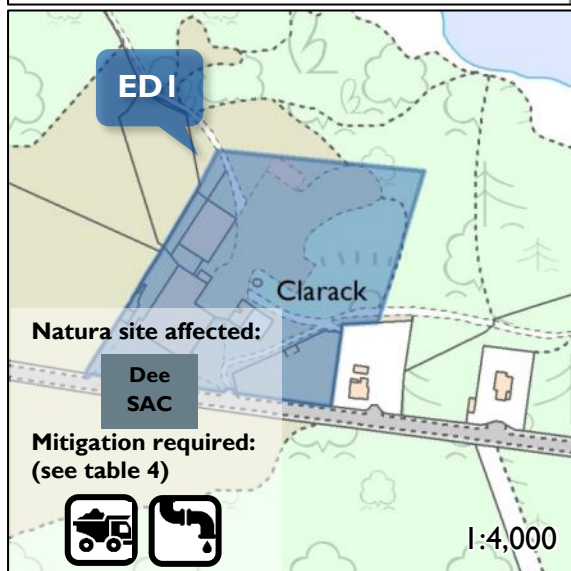 ED1
Clarack
Natura site affected:
Dee
SAC
Mitigation required:
(see table 4)
1:4,000